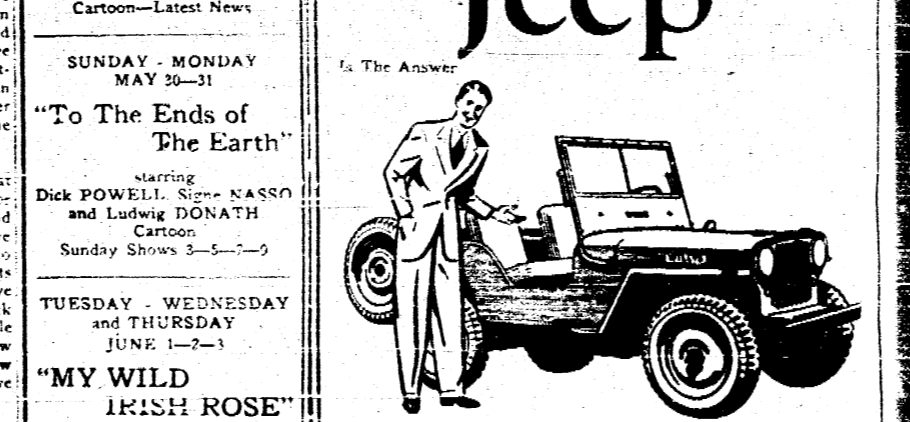 Cartoon—Latest News
SUNDAY - MONDAY
MAY 30—31
“To The Ends of
The Earth”
starring
Dick POWELL, Signe NASSO
and Ludwig DONATH
Cartoon
Sunday Shows 3—5—7—9
TUESDAY - WEDNESDAY
and THURSDAY
JUNE 1—2—3
“MY WILD
IRISH ROSE”
Jeep
Is The Answer